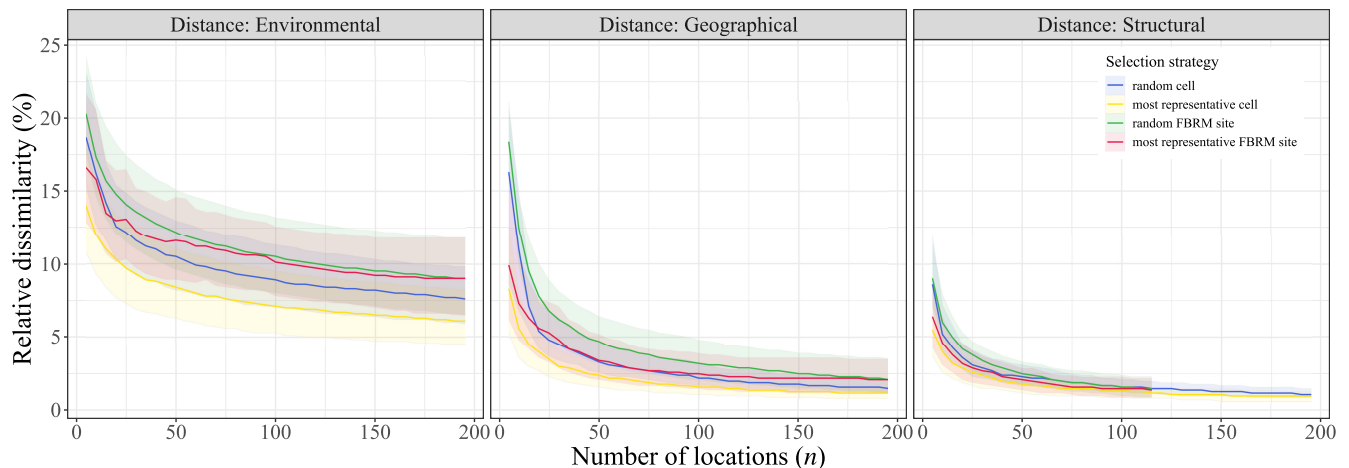 Distance: Environmental
Distance: Geographical
Distance: Structural
Relative dissimilarity (%)
25
20
15
10
5
0
Selection strategy
random cell
most representative cell
random FBRM site
most representative FBRM site
0 50 100 150 200
0 50 100 150 200
0 50 100 150 200
Number of locations (n)